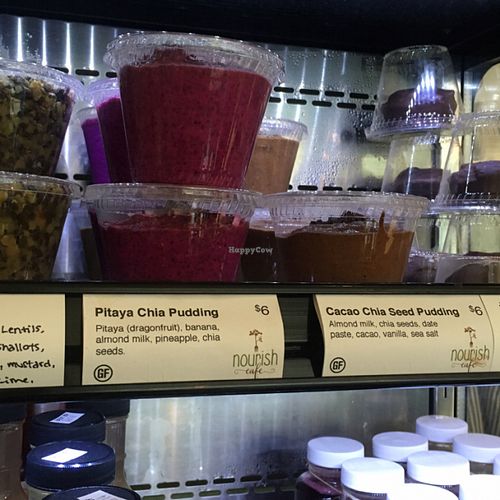 HappyCow
Lentils,
shallots,
, mustard,
Lime.
Pitaya Chia Pudding $6
Pitaya (dragonfruit), banana,
almond milk, pineapple, chia
seeds.
GF
nourish
cafe
Cacao Chia Seed Pudding $6
Almond milk, chia seeds, date
paste, cacao, vanilla, sea salt
GF
nourish
cafe